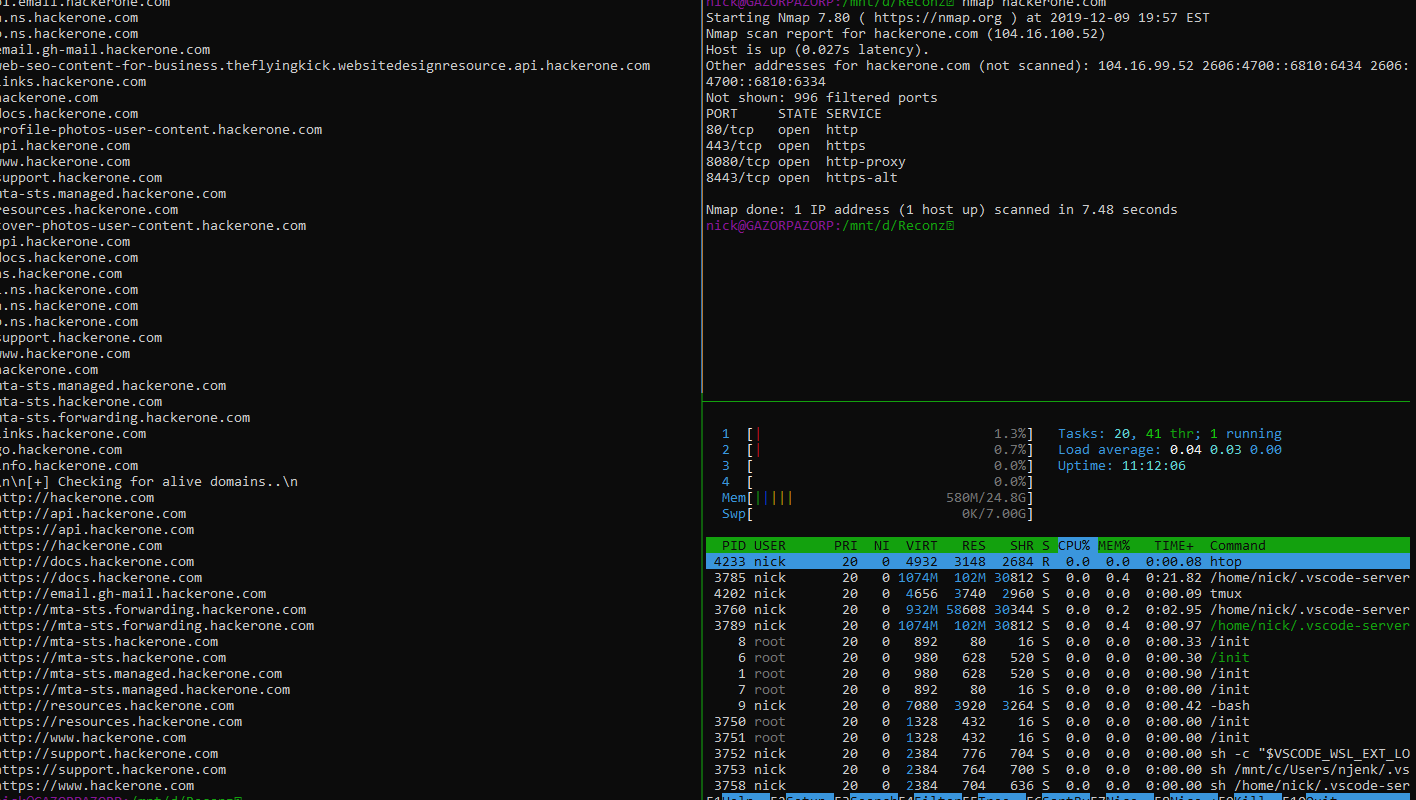 pi.email.hackerone.com
a.ns.hackerone.com
b.ns.hackerone.com
email.gh-mail.hackerone.com
web-seo-content-for-business.theflyingkick.websitedesignresource.api.hackerone.com
links.hackerone.com
hackerone.com
docs.hackerone.com
profile-photos-user-content.hackerone.com
api.hackerone.com
www.hackerone.com
support.hackerone.com
mta-sts.managed.hackerone.com
resources.hackerone.com
cover-photos-user-content.hackerone.com
api.hackerone.com
docs.hackerone.com
ns.hackerone.com
.ns.hackerone.com
a.ns.hackerone.com
b.ns.hackerone.com
support.hackerone.com
www.hackerone.com
hackerone.com
mta-sts.managed.hackerone.com
mta-sts.hackerone.com
mta-sts.forwarding.hackerone.com
links.hackerone.com
go.hackerone.com
info.hackerone.com
\n\n[+] Checking for alive domains..\n
http://hackerone.com
http://api.hackerone.com
https://api.hackerone.com
https://hackerone.com
http://docs.hackerone.com
https://docs.hackerone.com
http://email.gh-mail.hackerone.com
http://mta-sts.forwarding.hackerone.com
https://mta-sts.forwarding.hackerone.com
http://mta-sts.hackerone.com
https://mta-sts.hackerone.com
http://mta-sts.managed.hackerone.com
https://mta-sts.managed.hackerone.com
http://resources.hackerone.com
https://resources.hackerone.com
http://www.hackerone.com
http://support.hackerone.com
https://support.hackerone.com
https://www.hackerone.com
nick@GAZORPAZORP:/mnt/d/Reconz
nick@GAZORPAZORP:/mnt/d/Reconz nmap hackerone.com
Starting Nmap 7.80 ( https://nmap.org ) at 2019-12-09 19:57 EST
Nmap scan report for hackerone.com (104.16.100.52)
Host is up (0.027s latency).
Other addresses for hackerone.com (not scanned): 104.16.99.52 2606:4700::6810:6434 2606:
4700::6810:6334
Not shown: 996 filtered ports
PORT     STATE SERVICE
80/tcp   open  http
443/tcp  open  https
8080/tcp open  http-proxy
8443/tcp open  https-alt
Nmap done: 1 IP address (1 host up) scanned in 7.48 seconds
nick@GAZORPAZORP:/mnt/d/Reconz
1 [| 1.3%] Tasks: 20, 41 thr; 1 running
2 [| 0.7%] Load average: 0.04 0.03 0.00
3 [ 0.0%] Uptime: 11:12:06
4 [ 0.0%]
Mem[||||| 580M/24.8G]
Swp[ 0K/7.00G]
PID USER PRI NI VIRT RES SHR S CPU% MEM% TIME+ Command
4233 nick 20 0 4932 3148 2684 R 0.0 0.0 0:00.08 htop
3785 nick 20 0 1074M 102M 30812 S 0.0 0.4 0:21.82 /home/nick/.vscode-server
4202 nick 20 0 4656 3740 2960 S 0.0 0.0 0:00.09 tmux
3760 nick 20 0 932M 58608 30344 S 0.0 0.2 0:02.95 /home/nick/.vscode-server
3789 nick 20 0 1074M 102M 30812 S 0.0 0.4 0:00.97 /home/nick/.vscode-server
8 root 20 0 892 80 16 S 0.0 0.0 0:00.33 /init
6 root 20 0 980 628 520 S 0.0 0.0 0:00.30 /init
1 root 20 0 980 628 520 S 0.0 0.0 0:00.90 /init
7 root 20 0 892 80 16 S 0.0 0.0 0:00.00 /init
9 nick 20 0 7080 3920 3264 S 0.0 0.0 0:00.42 -bash
3750 root 20 0 1328 432 16 S 0.0 0.0 0:00.00 /init
3751 root 20 0 1328 432 16 S 0.0 0.0 0:00.00 /init
3752 nick 20 0 2384 776 704 S 0.0 0.0 0:00.00 sh -c "$VSCODE_WSL_EXT_LO
3753 nick 20 0 2384 764 700 S 0.0 0.0 0:00.00 sh /mnt/c/Users/njenk/.vs
3758 nick 20 0 2384 704 636 S 0.0 0.0 0:00.00 sh /home/nick/.vscode-ser